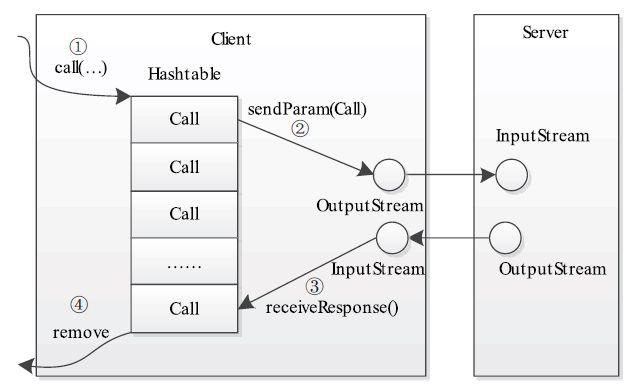 Client
Server
①
call(…)
Hashtable
Call
sendParam(Call)
②
InputStream
Call
OutputStream
Call
InputStream
OutputStream
……
③
receiveResponse()
Call
④
remove